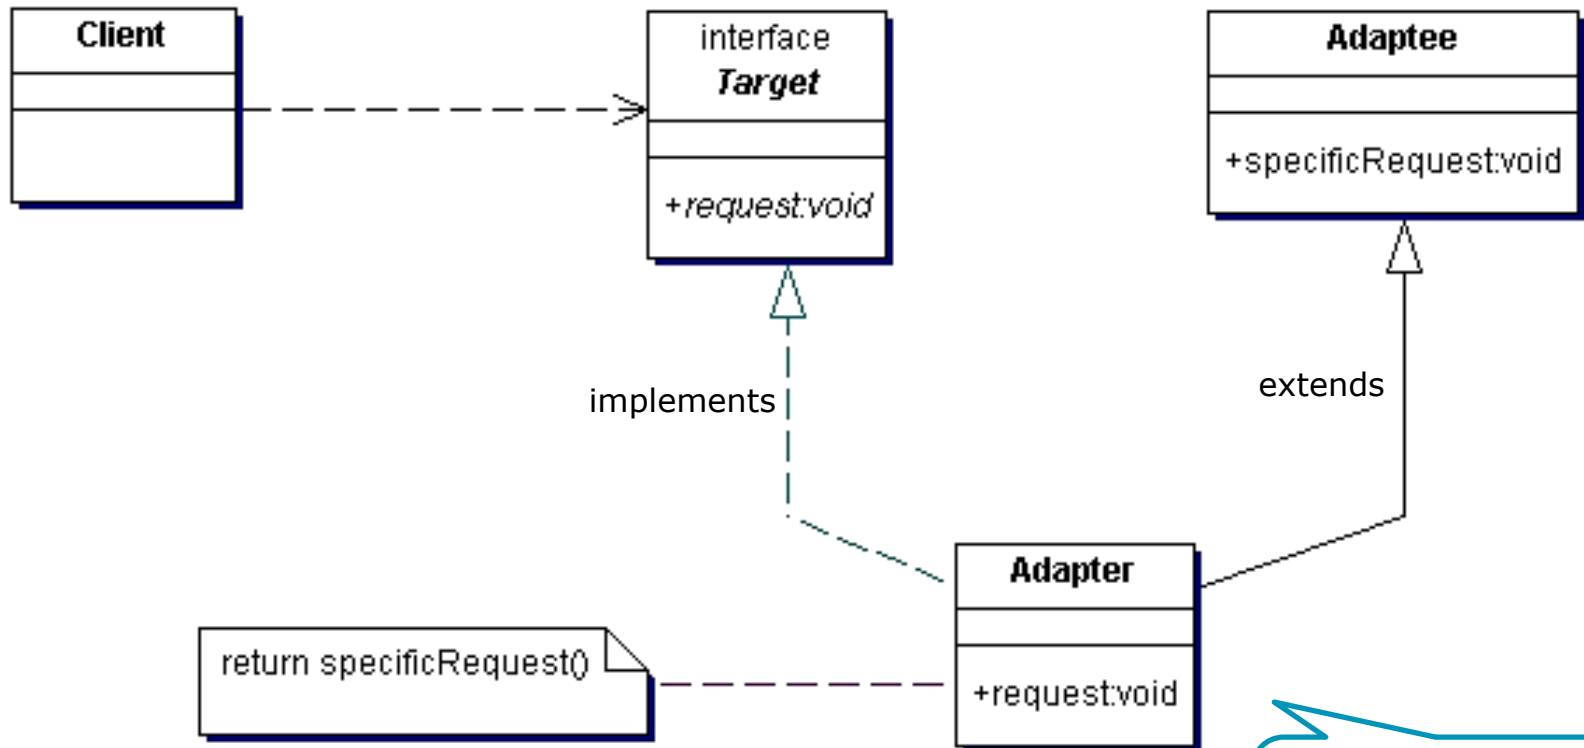 Client
interface
Target
+request:void
Adaptee
+specificRequest:void
implements
extends
Adapter
+request:void
return specificRequest()